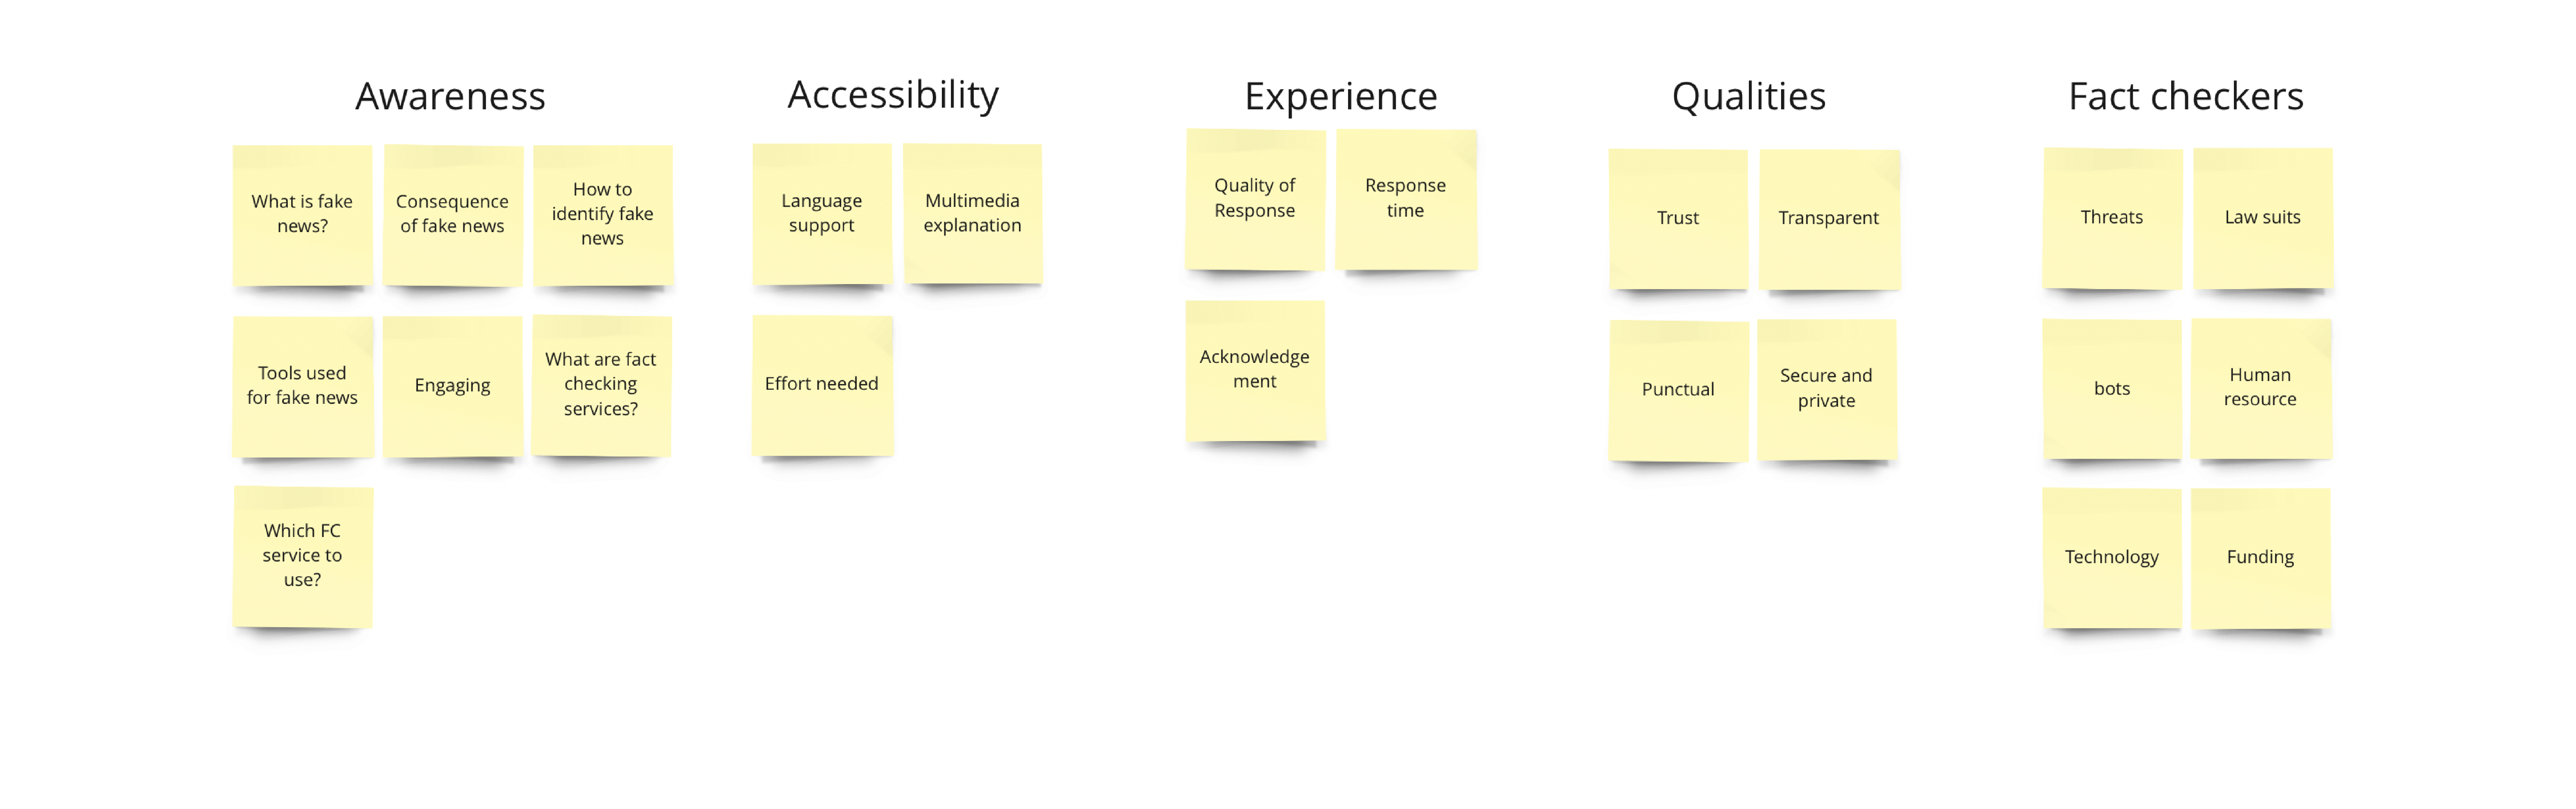 Awareness
What is fake
news?
Consequence
of fake news
How to
identify fake
news
Tools used
for fake news
Engaging
What are fact
checking
services?
Which FC
service to
use?
Accessibility
Language
support
Multimedia
explanation
Effort needed
Experience
Quality of
Response
Response
time
Acknowledge
ment
Qualities
Trust
Transparent
Punctual
Secure and
private
Fact checkers
Threats
Law suits
bots
Human
resource
Technology
Funding